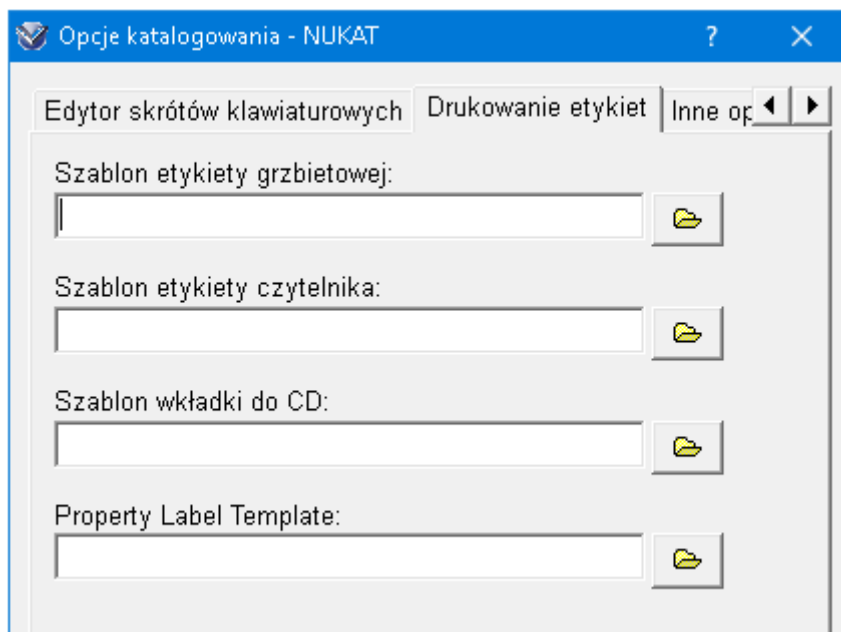 Opcje katalogowania - NUKAT
Edytor skrótów klawiaturowych Drukowanie etykiet Inne
Szablon etykiety grzbietowej:
Szablon etykiety czytelnika:
Szablon wkładki do CD:
Property Label Template: